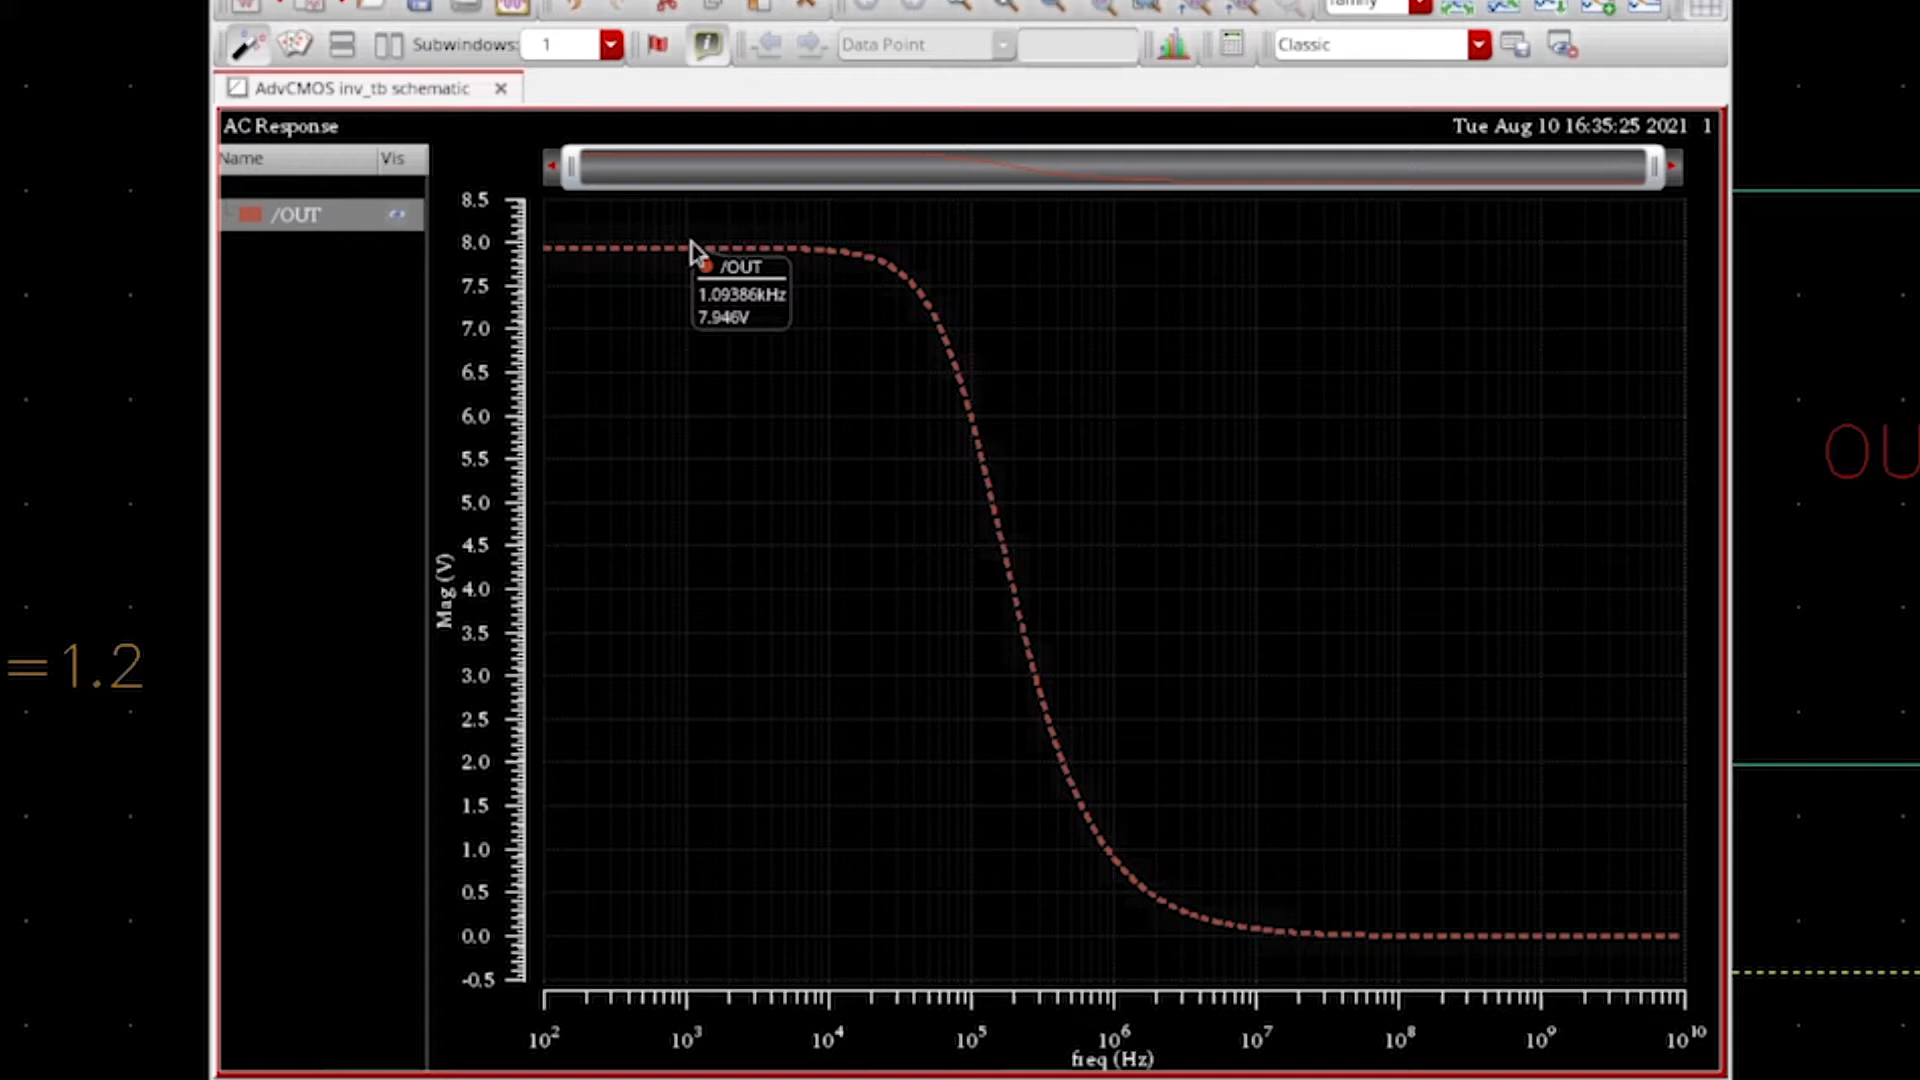 family
Subwindows: 1
Data Point
Classic
AdvCMOS inv_tb schematic
AC Response
Tue Aug 10 16:35:25 2021 1
Name Vis
/OUT
/OUT
1.09386kHz
7.946V
8.5
8.0
7.5
7.0
6.5
6.0
5.5
5.0
4.5
4.0
3.5
3.0
2.5
2.0
1.5
1.0
0.5
0.0
-0.5
Mag (V)
10² 10³ 10⁴ 10⁵ 10⁶ 10⁷ 10⁸ 10⁹ 10¹⁰
freq (Hz)
=1.2
OU